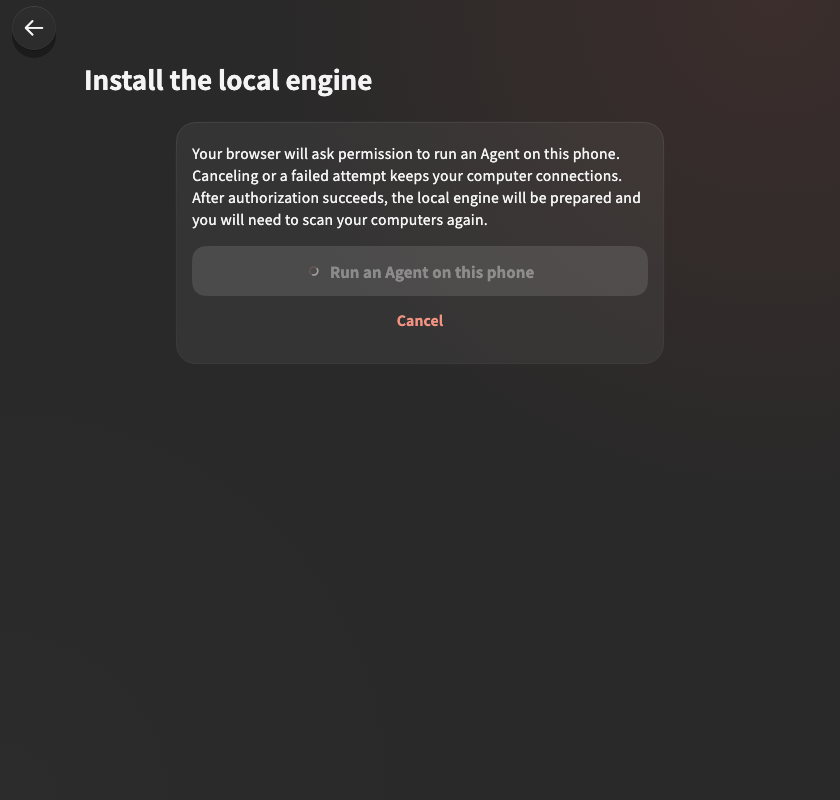 Install the local engine
Your browser will ask permission to run an Agent on this phone.
Canceling or a failed attempt keeps your computer connections.
After authorization succeeds, the local engine will be prepared and
you will need to scan your computers again.
Run an Agent on this phone
Cancel